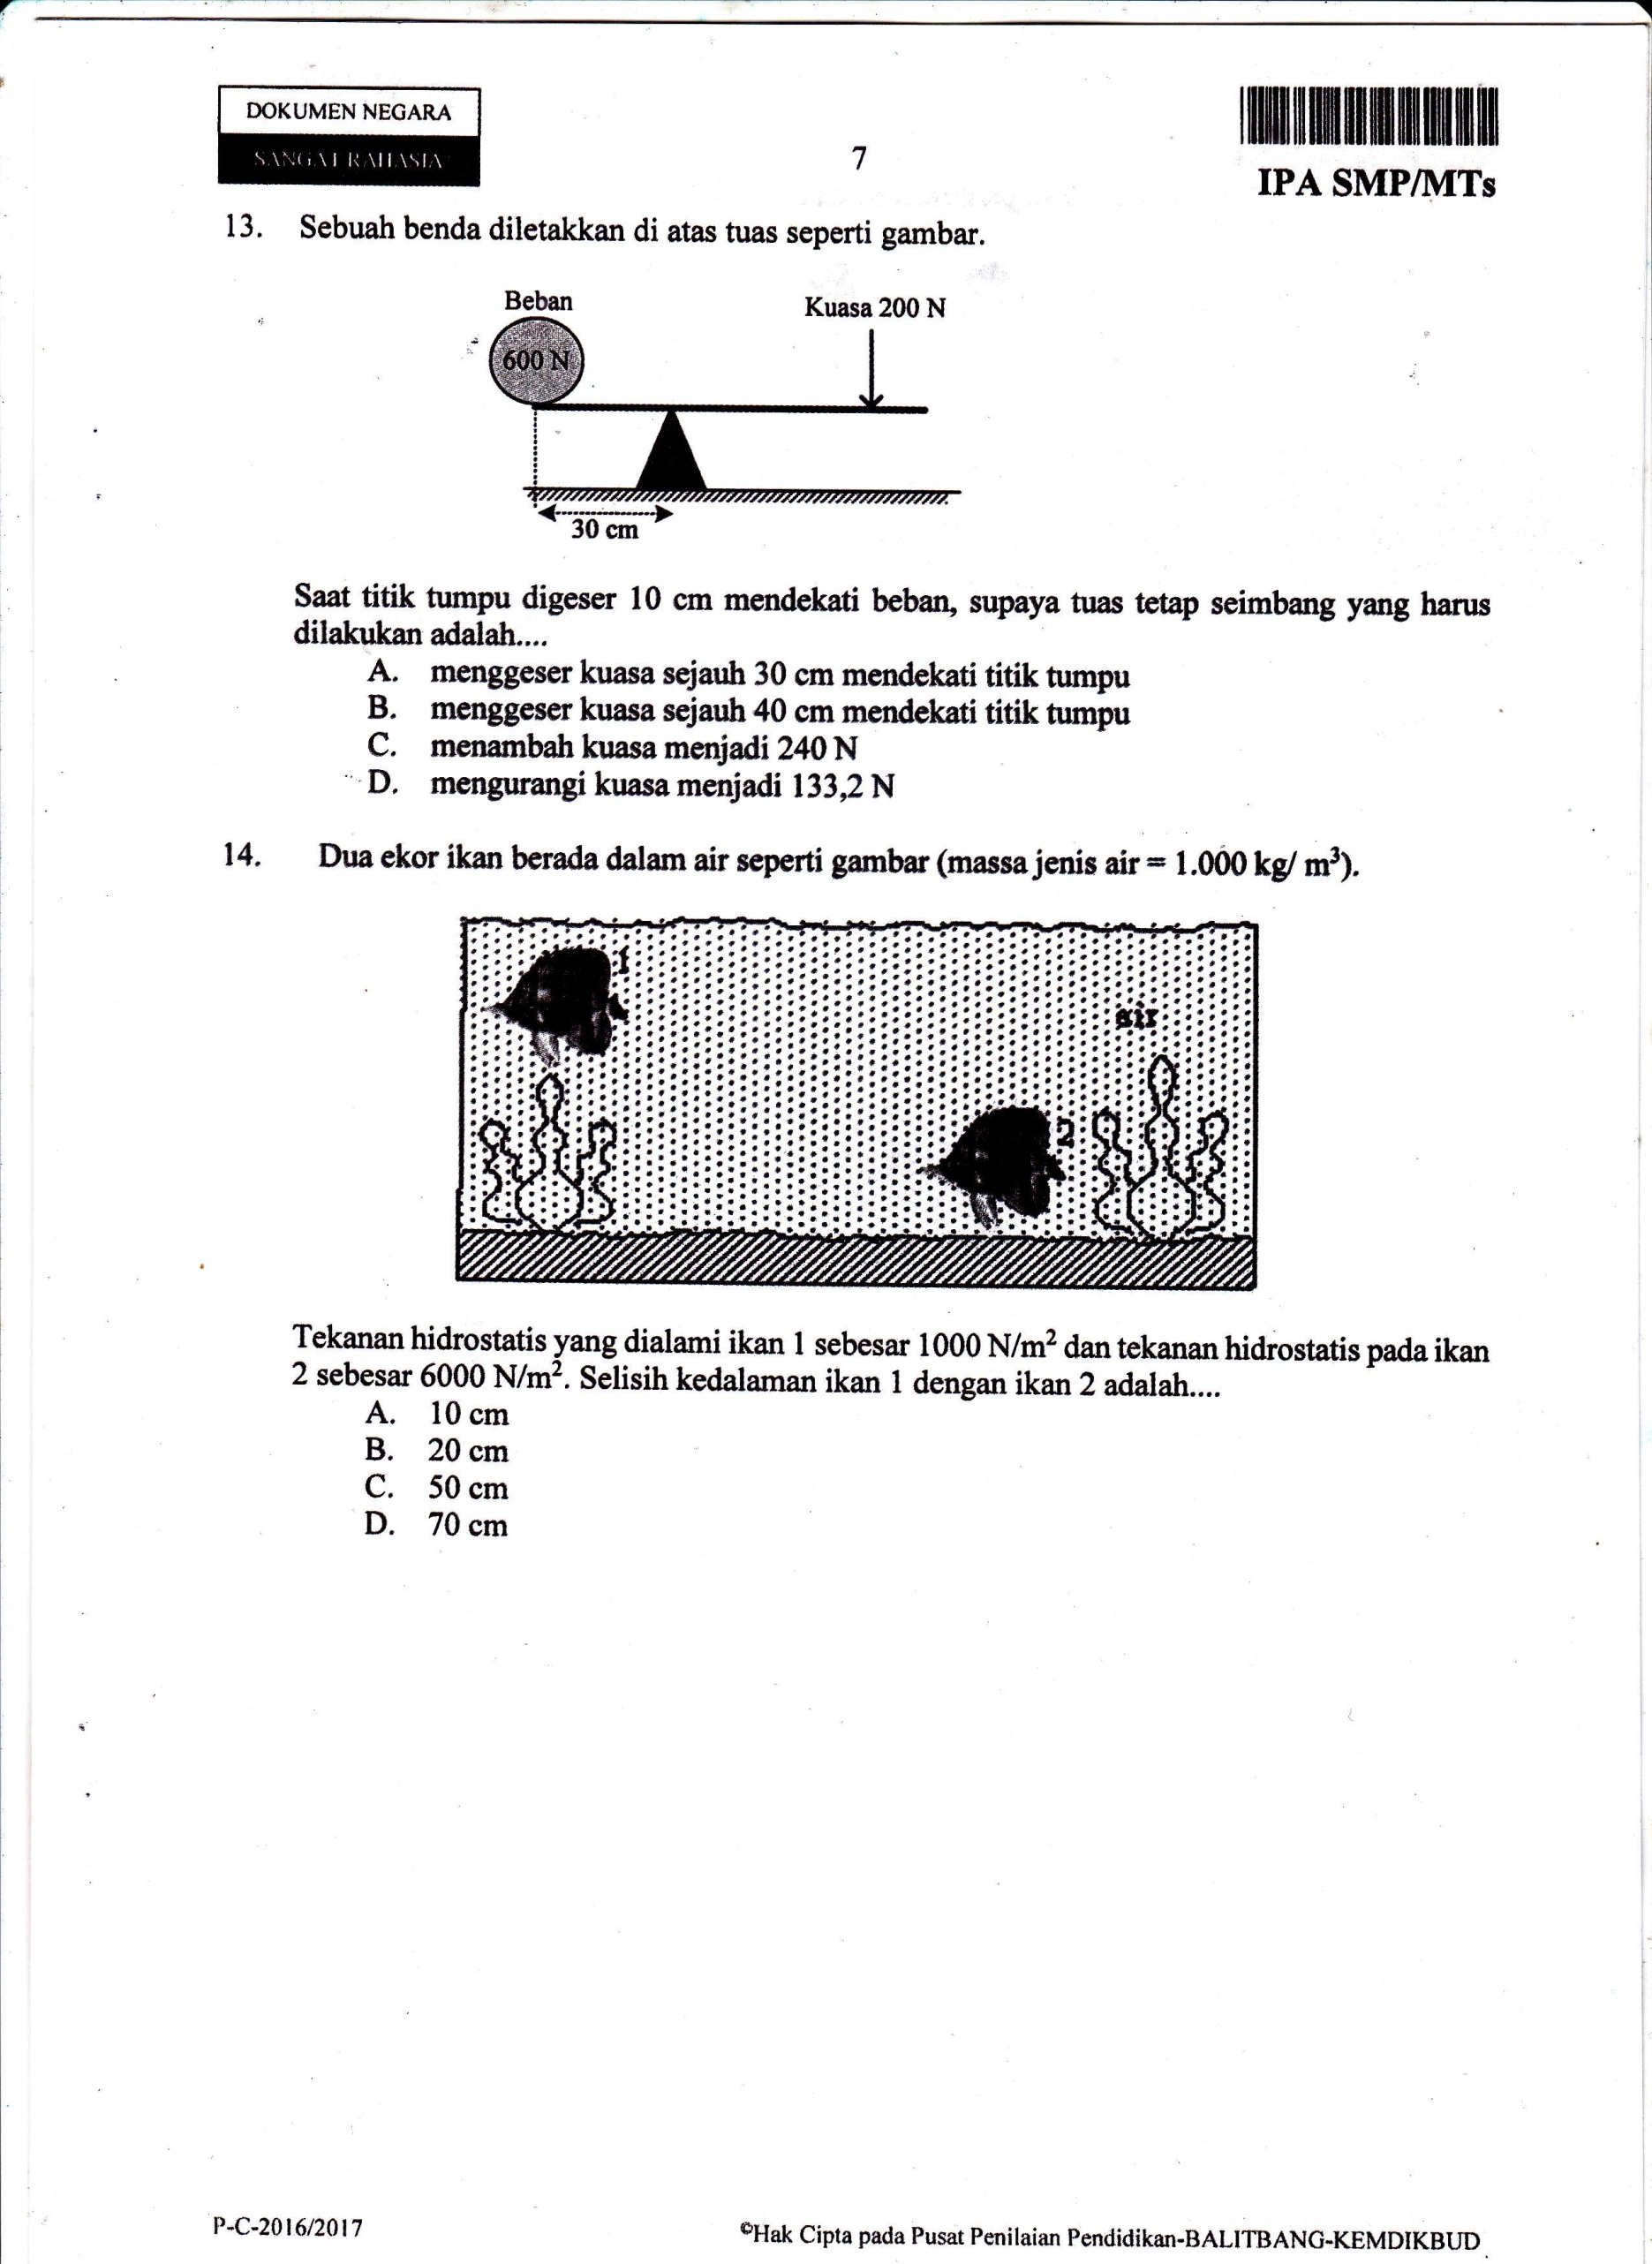 DOKUMEN NEGARA
SANGAT RAHASIA
7
IPA SMP/MTs
13. Sebuah benda diletakkan di atas tuas seperti gambar.
Beban
Kuasa 200 N
600 N
30 cm
Saat titik tumpu digeser 10 cm mendekati beban, supaya tuas tetap seimbang yang harus
dilakukan adalah....
A. menggeser kuasa sejauh 30 cm mendekati titik tumpu
B. menggeser kuasa sejauh 40 cm mendekati titik tumpu
C. menambah kuasa menjadi 240 N
D. mengurangi kuasa menjadi 133,2 N
14. Dua ekor ikan berada dalam air seperti gambar (massa jenis air = 1.000 kg/ m³).
1
air
2
Tekanan hidrostatis yang dialami ikan 1 sebesar 1000 N/m² dan tekanan hidrostatis pada ikan
2 sebesar 6000 N/m². Selisih kedalaman ikan 1 dengan ikan 2 adalah....
A. 10 cm
B. 20 cm
C. 50 cm
D. 70 cm
P-C-2016/2017
©Hak Cipta pada Pusat Penilaian Pendidikan-BALITBANG-KEMDIKBUD